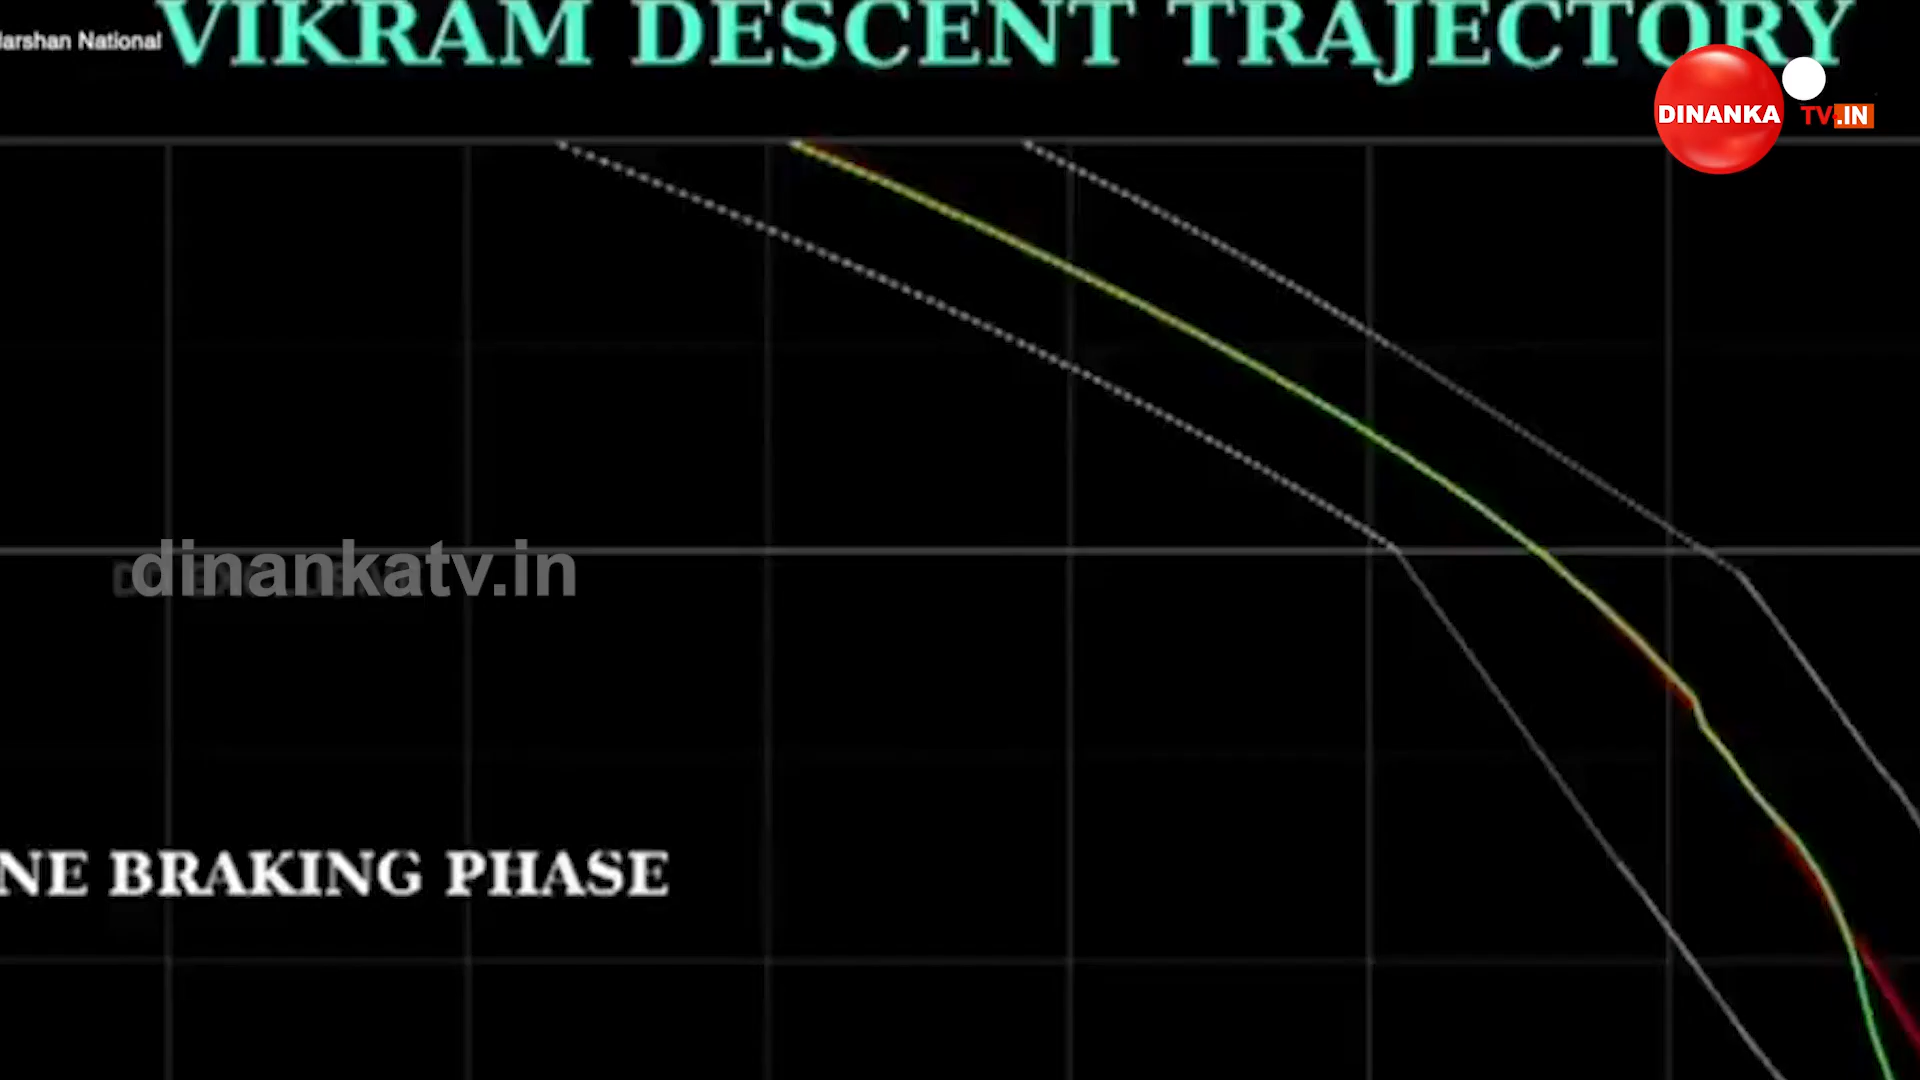 arshan National
VIKRAM DESCENT TRAJECTORY
DINANKA
TV.IN
dinankatv.in
NE BRAKING PHASE